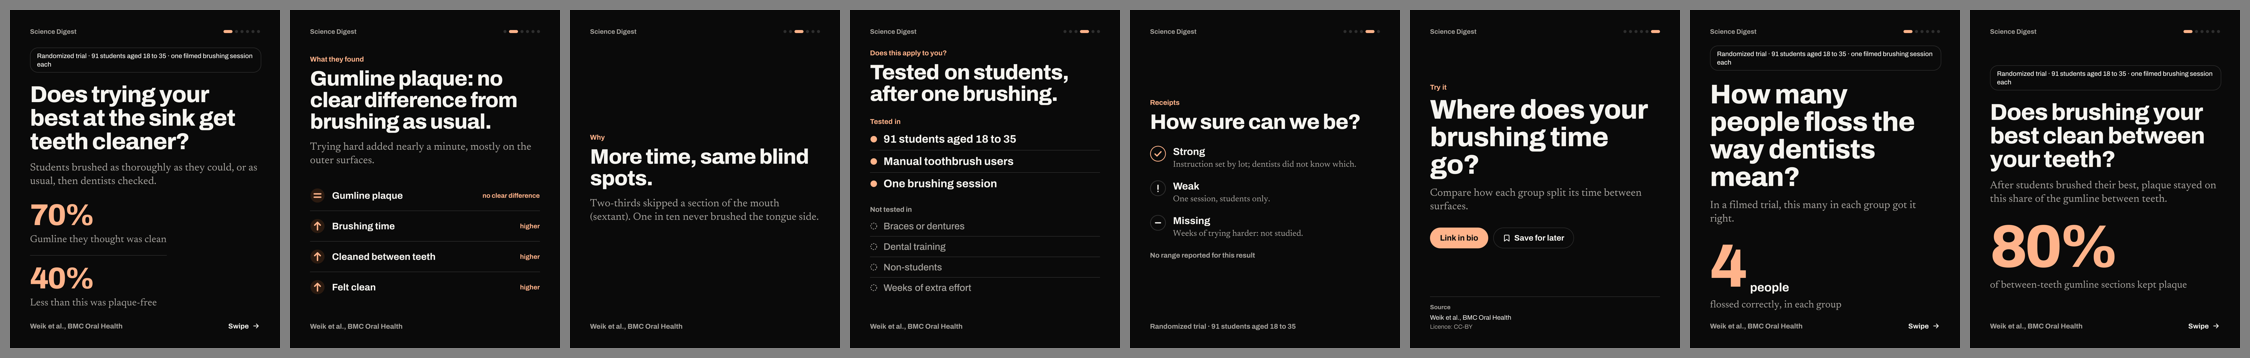 Science Digest
Randomized trial · 91 students aged 18 to 35 · one filmed brushing session
each
Does trying your
best at the sink get
teeth cleaner?
Students brushed as thoroughly as they could, or as
usual, then dentists checked.
70%
Gumline they thought was clean
40%
Less than this was plaque-free
Weik et al., BMC Oral Health
Swipe →
Science Digest
What they found
Gumline plaque: no
clear difference from
brushing as usual.
Trying hard added nearly a minute, mostly on the
outer surfaces.
Gumline plaque no clear difference
Brushing time higher
Cleaned between teeth higher
Felt clean higher
Weik et al., BMC Oral Health
Science Digest
Why
More time, same blind
spots.
Two-thirds skipped a section of the mouth
(sextant). One in ten never brushed the tongue side.
Weik et al., BMC Oral Health
Science Digest
Does this apply to you?
Tested on students,
after one brushing.
Tested in
91 students aged 18 to 35
Manual toothbrush users
One brushing session
Not tested in
Braces or dentures
Dental training
Non-students
Weeks of extra effort
Weik et al., BMC Oral Health
Science Digest
Receipts
How sure can we be?
Strong
Instruction set by lot; dentists did not know which.
Weak
One session, students only.
Missing
Weeks of trying harder: not studied.
No range reported for this result
Randomized trial · 91 students aged 18 to 35
Science Digest
Try it
Where does your
brushing time
go?
Compare how each group split its time between
surfaces.
Link in bio
Save for later
Source
Weik et al., BMC Oral Health
Licence: CC-BY
Science Digest
Randomized trial · 91 students aged 18 to 35 · one filmed brushing session
each
How many
people floss the
way dentists
mean?
In a filmed trial, this many in each group got it
right.
4 people
flossed correctly, in each group
Weik et al., BMC Oral Health
Swipe →
Science Digest
Randomized trial · 91 students aged 18 to 35 · one filmed brushing session
each
Does brushing your
best clean between
your teeth?
After students brushed their best, plaque stayed on
this share of the gumline between teeth.
80%
of between-teeth gumline sections kept plaque
Weik et al., BMC Oral Health
Swipe →